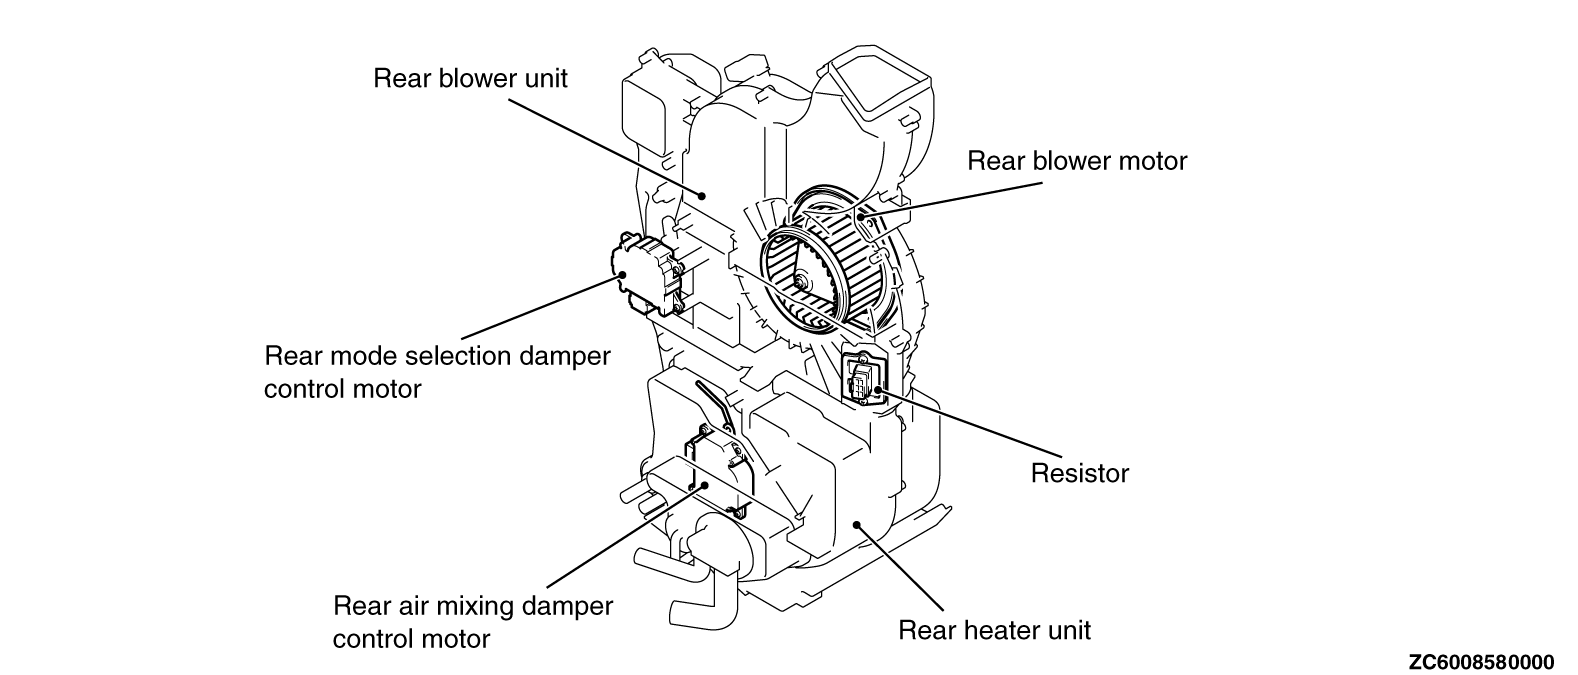 Rear blower unit
Rear blower motor
Rear mode selection damper
control motor
Resistor
Rear air mixing damper
control motor
Rear heater unit
ZC6008580000